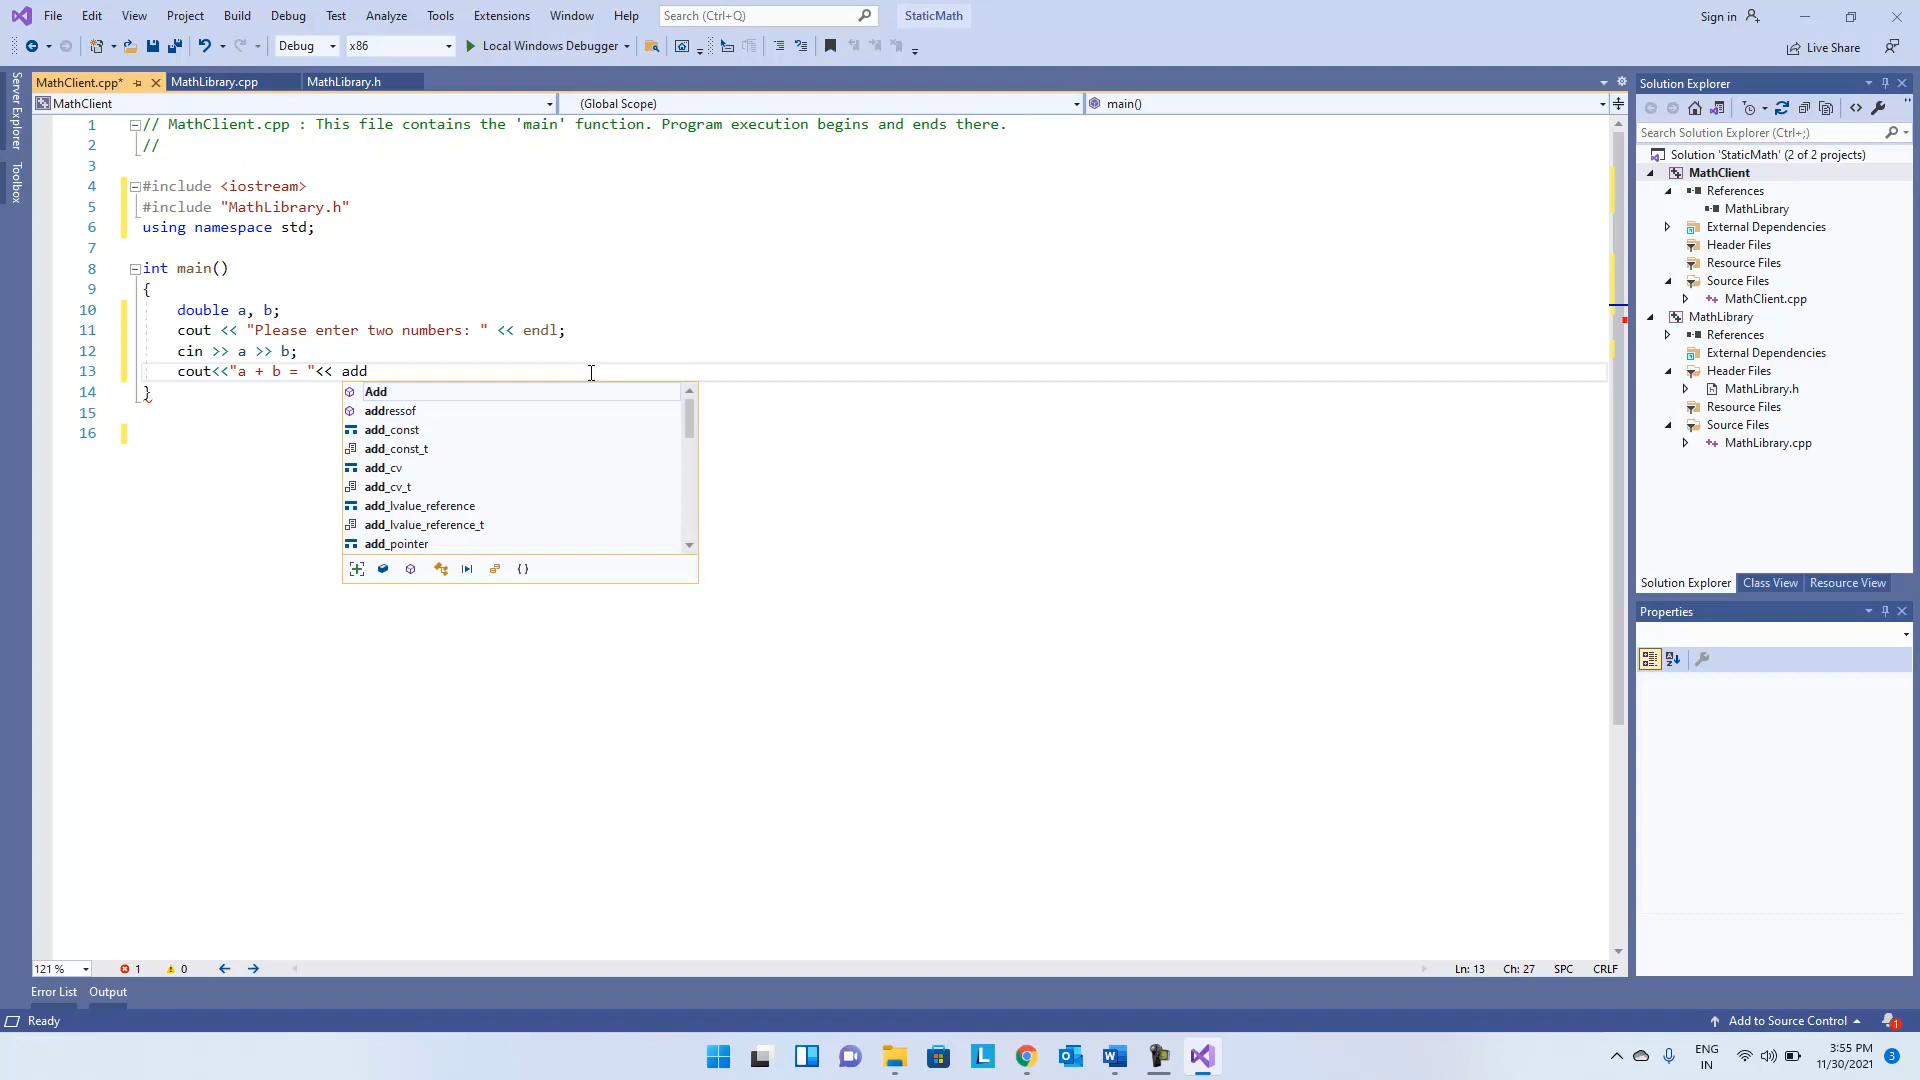 File Edit View Project Build Debug Test Analyze Tools Extensions Window Help Search (Ctrl+Q) StaticMath Sign in
Debug x86 Local Windows Debugger Live Share
Server Explorer
Toolbox
MathClient.cpp* MathLibrary.cpp MathLibrary.h
MathClient (Global Scope) main()
1 // MathClient.cpp : This file contains the 'main' function. Program execution begins and ends there.
2 //
3
4 #include <iostream>
5 #include "MathLibrary.h"
6 using namespace std;
7
8 int main()
9 {
10 double a, b;
11 cout << "Please enter two numbers: " << endl;
12 cin >> a >> b;
13 cout<<"a + b = "<< add
14 }
15
16
Add
addressof
add_const
add_const_t
add_cv
add_cv_t
add_lvalue_reference
add_lvalue_reference_t
add_pointer
121 % 1 0 Ln: 13 Ch: 27 SPC CRLF
Error List Output
Ready Add to Source Control 1
Solution Explorer
Search Solution Explorer (Ctrl+;)
Solution 'StaticMath' (2 of 2 projects)
MathClient
References
MathLibrary
External Dependencies
Header Files
Resource Files
Source Files
MathClient.cpp
MathLibrary
References
External Dependencies
Header Files
MathLibrary.h
Resource Files
Source Files
MathLibrary.cpp
Solution Explorer Class View Resource View
Properties
ENG
IN
3:55 PM
11/30/2021
3